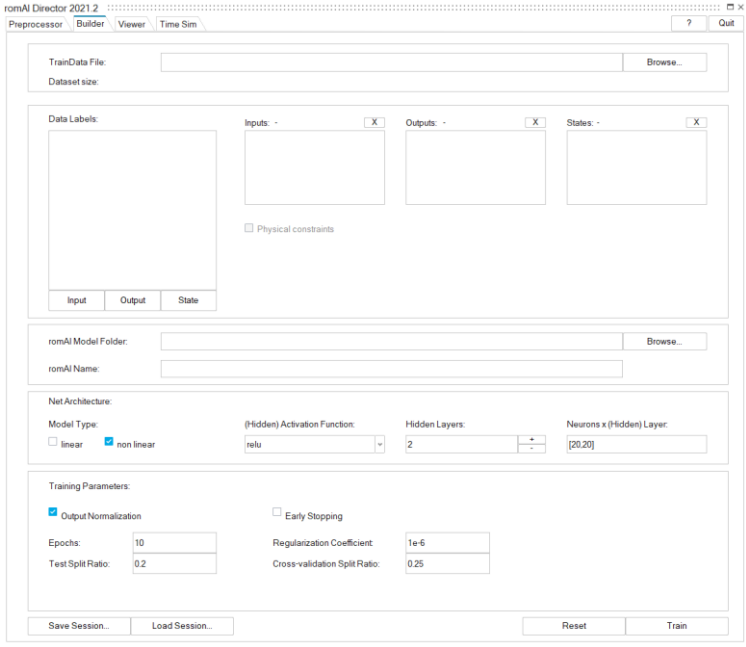 romAI Director 2021.2
Preprocessor Builder Viewer Time Sim ? Quit
TrainData File: Browse...
Dataset size:
Data Labels: Inputs: - X Outputs: - X States: - X
Physical constraints
Input Output State
romAI Model Folder: Browse...
romAI Name:
Net Architecture:
Model Type: (Hidden) Activation Function: Hidden Layers: Neurons x (Hidden) Layer:
linear non linear relu 2 + - [20,20]
Training Parameters:
Output Normalization Early Stopping
Epochs: 10 Regularization Coefficient: 1e-6
Test Split Ratio: 0.2 Cross-validation Split Ratio: 0.25
Save Session... Load Session... Reset Train